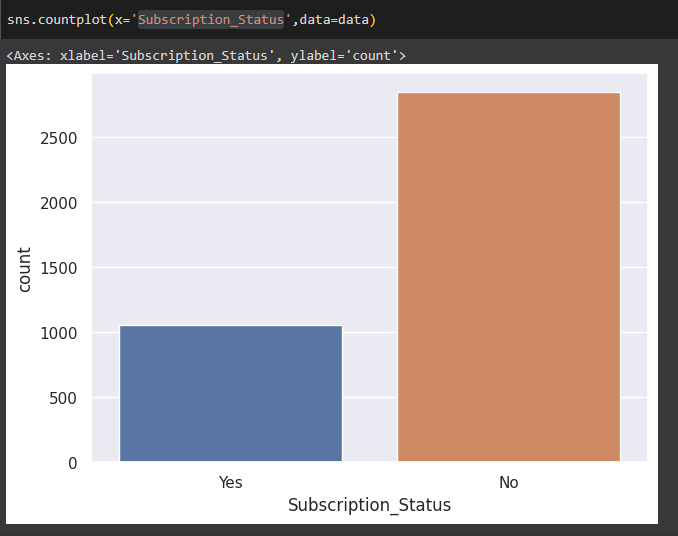 sns.countplot(x='Subscription_Status',data=data)
<Axes: xlabel='Subscription_Status', ylabel='count'>
2500
2000
1500
1000
500
0
count
Yes No
Subscription_Status